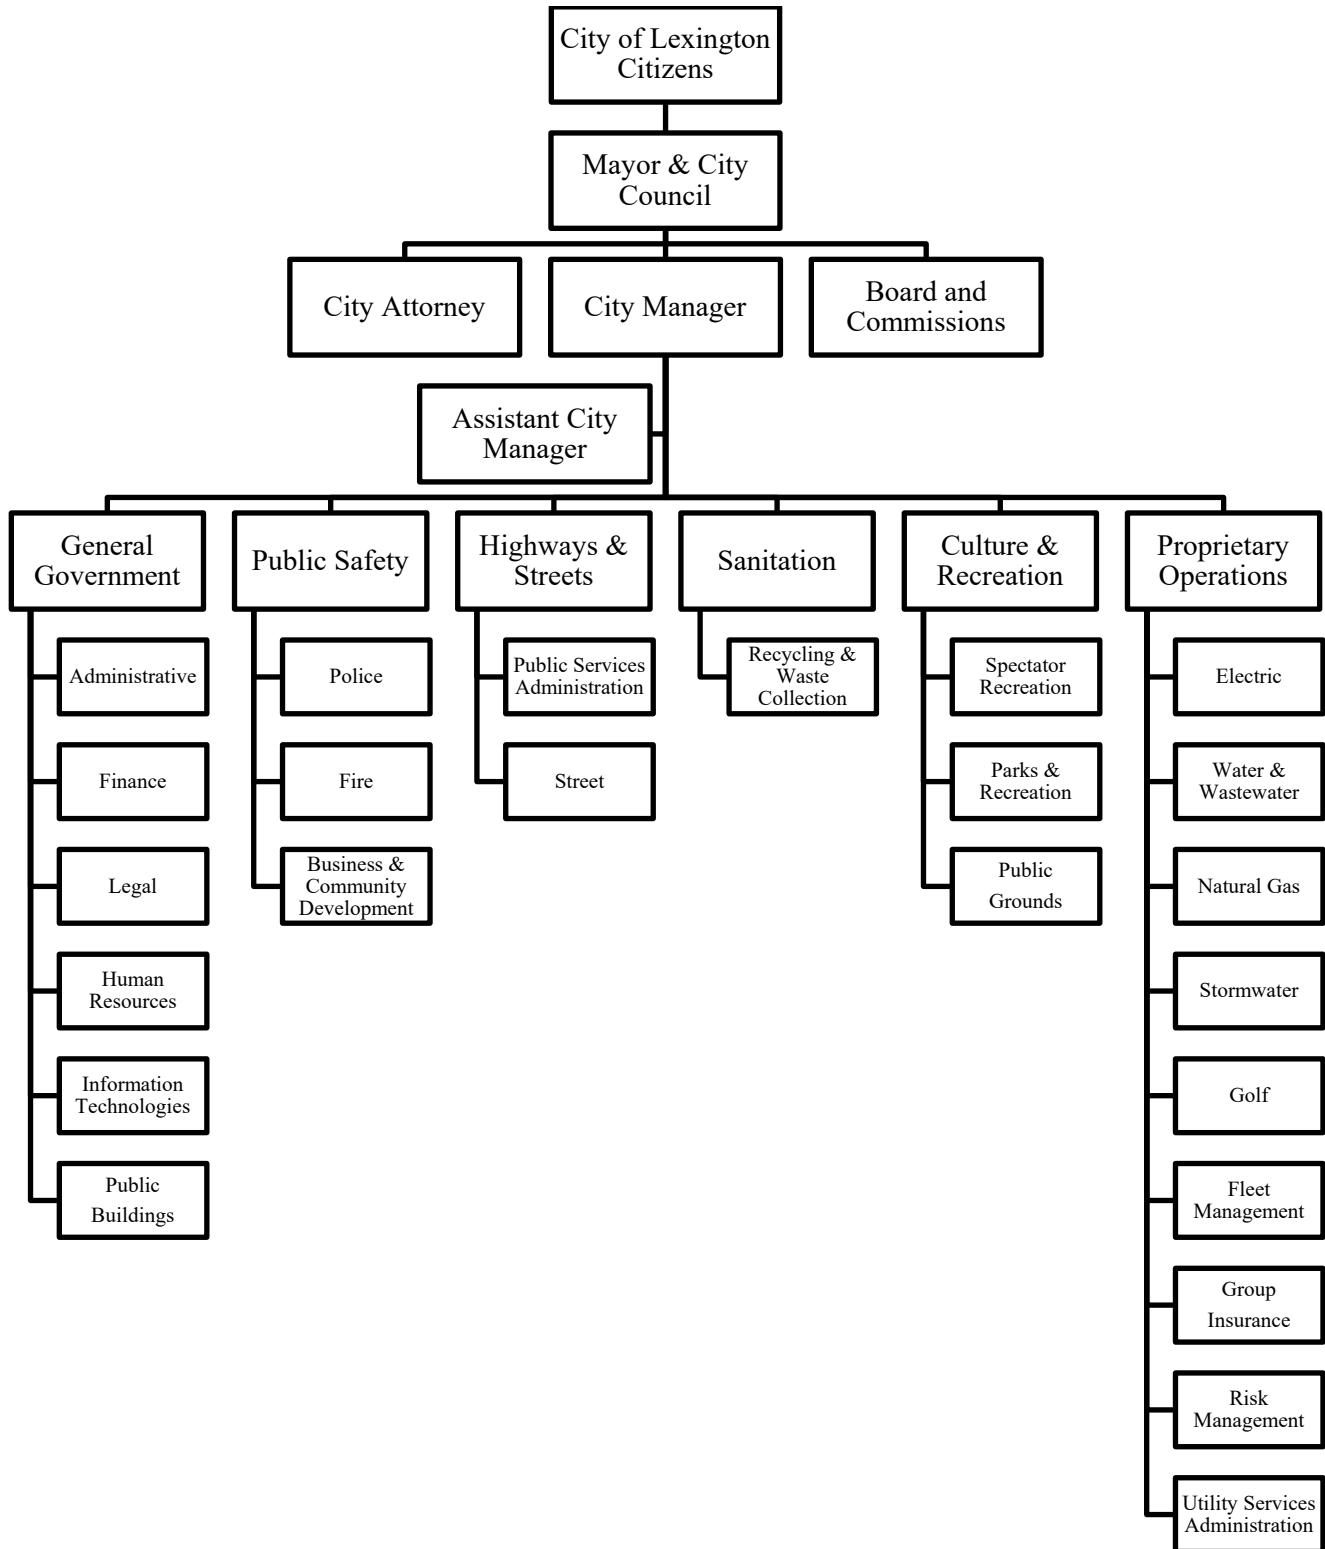 City of Lexington
Citizens
Mayor & City
Council
City Attorney
City Manager
Board and
Commissions
Assistant City
Manager
General
Government
Public Safety
Highways &
Streets
Sanitation
Culture &
Recreation
Proprietary
Operations
Administrative
Finance
Legal
Human
Resources
Information
Technologies
Public
Buildings
Police
Fire
Business &
Community
Development
Public Services
Administration
Street
Recycling &
Waste
Collection
Spectator
Recreation
Parks &
Recreation
Public
Grounds
Electric
Water &
Wastewater
Natural Gas
Stormwater
Golf
Fleet
Management
Group
Insurance
Risk
Management
Utility Services
Administration